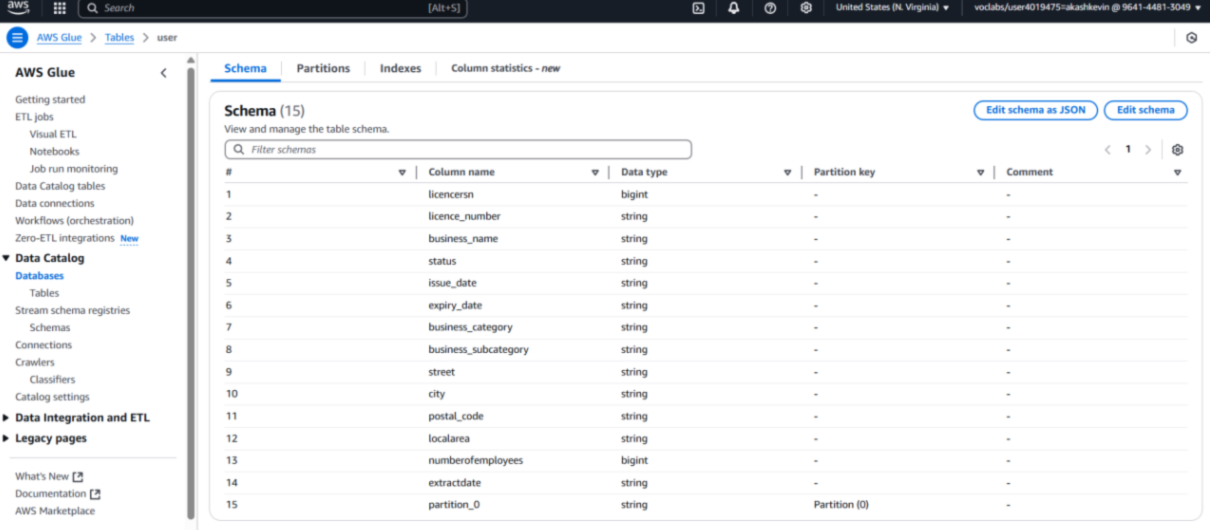 aws Search [Alt+S] United States (N. Virginia) voclabs/user4019475=akashkevin @ 9641-4481-3049
AWS Glue > Tables > user
AWS Glue
Getting started
ETL jobs
Visual ETL
Notebooks
Job run monitoring
Data Catalog tables
Data connections
Workflows (orchestration)
Zero-ETL integrations New
Data Catalog
Databases
Tables
Stream schema registries
Schemas
Connections
Crawlers
Classifiers
Catalog settings
Data Integration and ETL
Legacy pages
What's New
Documentation
AWS Marketplace
Schema Partitions Indexes Column statistics - new
Schema (15) Edit schema as JSON Edit schema
View and manage the table schema.
Filter schemas < 1 >
# Column name Data type Partition key Comment
1 licencersn bigint - -
2 licence_number string - -
3 business_name string - -
4 status string - -
5 issue_date string - -
6 expiry_date string - -
7 business_category string - -
8 business_subcategory string - -
9 street string - -
10 city string - -
11 postal_code string - -
12 localarea string - -
13 numberofemployees bigint - -
14 extractdate string - -
15 partition_0 string Partition (0) -